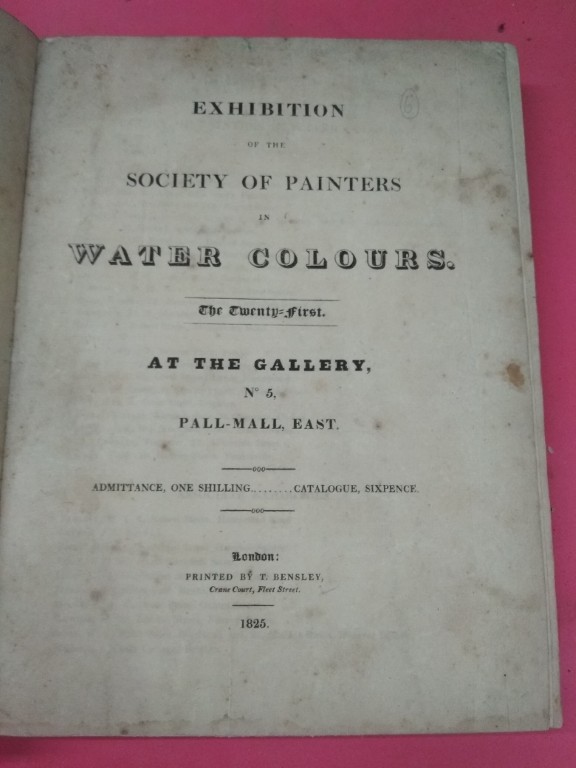 EXHIBITION
OF THE
SOCIETY OF PAINTERS
IN
WATER COLOURS.
The Twenty=First.
AT THE GALLERY,
No 5,
PALL-MALL, EAST.
ADMITTANCE, ONE SHILLING........CATALOGUE, SIXPENCE.
London:
PRINTED BY T. BENSLEY,
Crane Court, Fleet Street.
1825.